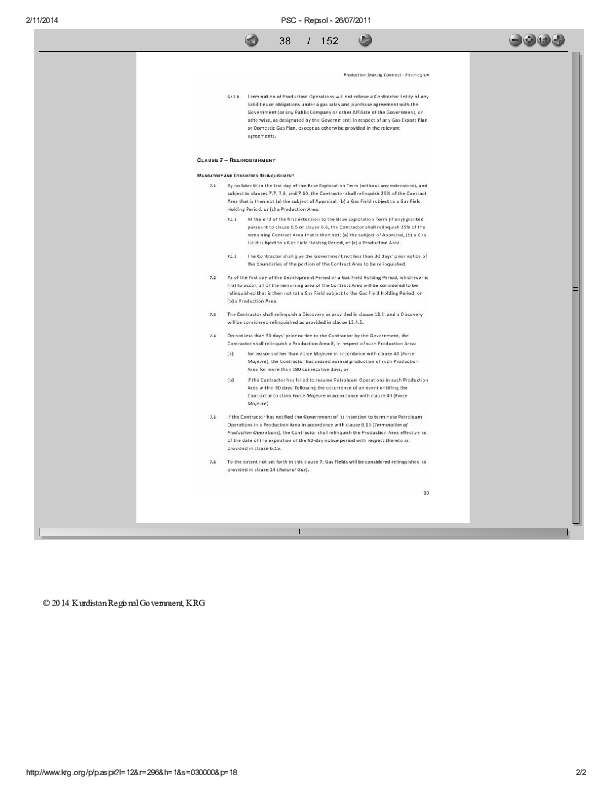 2/11/2014 PSC - Repsol - 26/07/2011
38 / 152
Production Sharing Contract -
Termination of Production Operations will not relieve a Contractor Entity of any
liabilities or obligations under a gas sales and purchase agreement with the
Government (or any Public Company or other Affiliate of the Government, or
otherwise, as designated by the Government) in respect of any Gas Export Plan
or Domestic Gas Plan, except as otherwise provided in the relevant
agreements.
CLAUSE 7 – RELINQUISHMENT
RELINQUISHMENT
7.1 By no later than the last day of the Base Exploration Term (without any extensions), and
subject to clauses 7.7, 7.8, and 7.10, the Contractor shall relinquish 25% of the Contract
Area that is then not (a) the subject of Appraisal, (b) a Gas Field subject to a Gas Field
Holding Period, or (c) a Production Area.
At the end of the first extension to the Base Exploration Term (if any) granted
pursuant to clause 6.5 or clause 6.6, the Contractor shall relinquish 25% of the
remaining Contract Area that is then not: (a) the subject of Appraisal, (b) a Gas
Field subject to a Gas Field Holding Period, or (c) a Production Area.
The Contractor shall give the Government not less than 30 days' prior notice of
the boundaries of the portion of the Contract Area to be relinquished.
7.2 As of the first day of the Development Period or a Gas Field Holding Period, whichever is
first to occur, all of the remaining area of the Contract Area will be considered to be
relinquished that is then not (a) a Gas Field subject to the Gas Field Holding Period; or
(b) a Production Area.
7.3 The Contractor shall relinquish a Discovery as provided in clause and a Discovery
will be considered relinquished as provided in clause
7.4 On not less than 30 days' prior notice to the Contractor by the Government, the
Contractor shall relinquish a Production Area if, in respect of such Production Area:
(a) for reasons other than Force Majeure in accordance with clause 40 (Force
Majeure), the Contractor has ceased normal production of such Production
Area for more than 180 consecutive days; or
(b) if the Contractor has failed to resume Petroleum Operations in such Production
Area within 90 days' following the occurrence of an event entitling the
Contractor to claim Force Majeure in accordance with clause 40 (Force
Majeure).
7.5 If the Contractor has notified the Government of its intention to terminate Petroleum
Operations in a Production Area in accordance with clause 6.15 (Termination of
Production Operations), the Contractor shall relinquish the Production Area effective as
of the date of the expiration of the 90-day notice period with respect thereto as
provided in clause 6.15.
7.6 To the extent not set forth in this clause 7, Gas Fields will be considered relinquished as
provided in clause 14 (Natural Gas).
© 2014 Kurdistan Regional Government, KRG
http://www.krg.org/p/p.aspx?l=12&r=296&h=1&s=030000&p=18 2/2